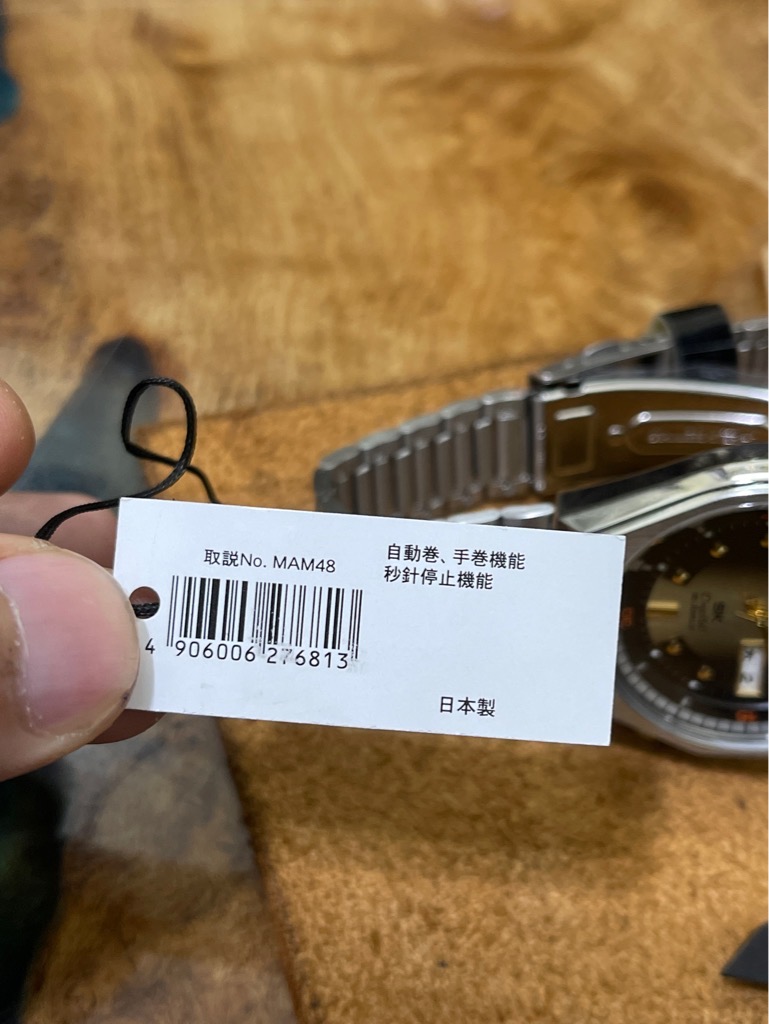 取説No. MAM48
4 906006 276813
自動巻、手巻機能
秒針停止機能
日本製
SK